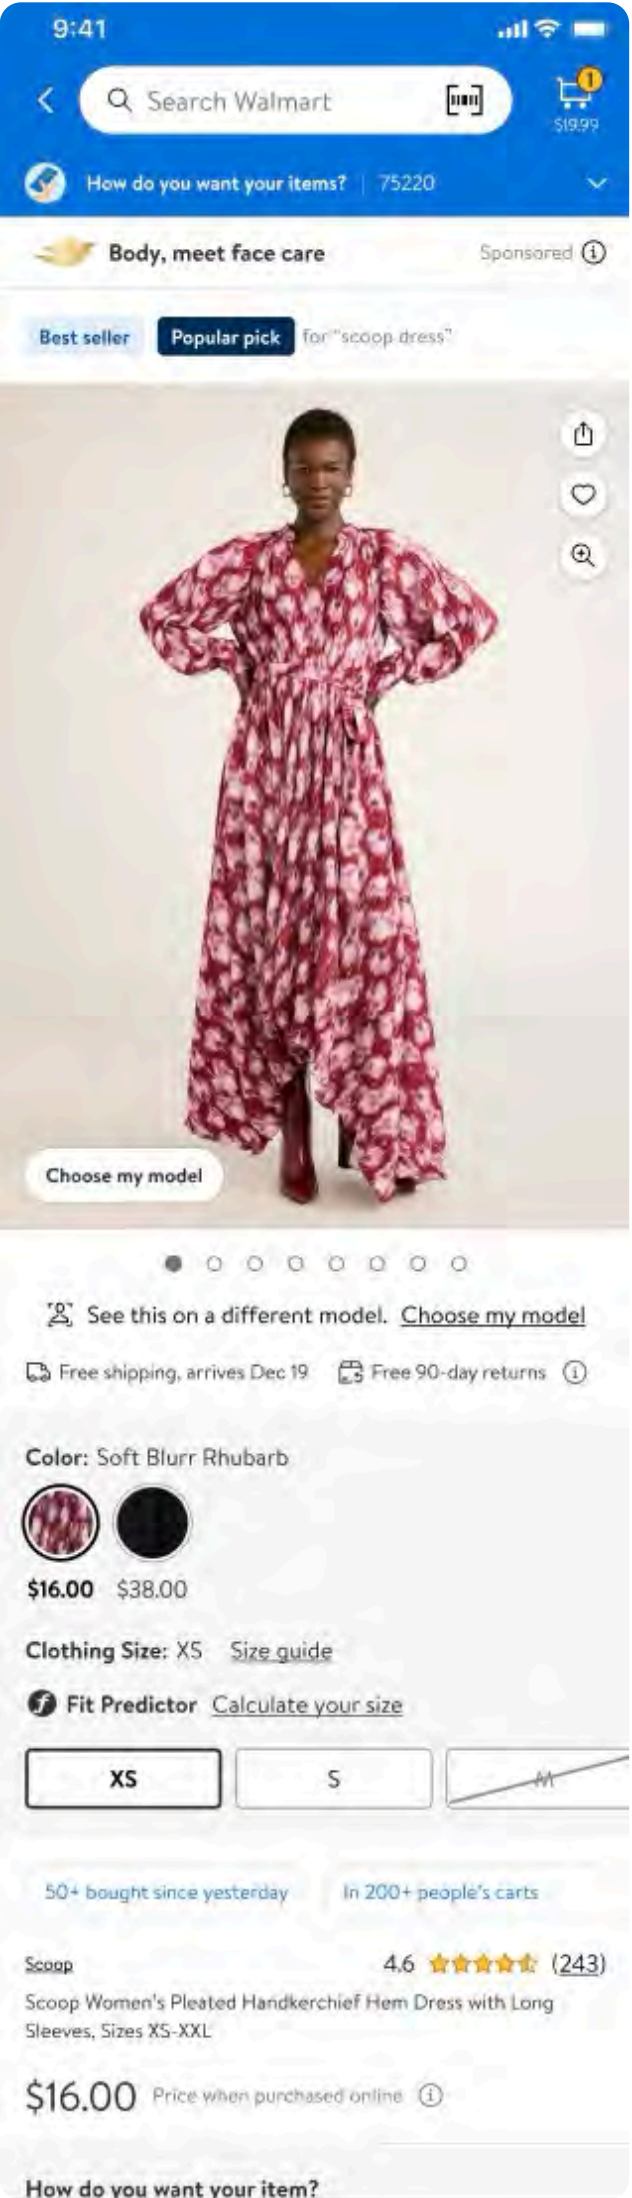 9:41
Search Walmart
1
$19.99
How do you want your items? | 75220
Body, meet face care
Sponsored
Best seller
Popular pick
for "scoop dress"
Choose my model
See this on a different model. Choose my model
Free shipping, arrives Dec 19
Free 90-day returns
Color: Soft Blurr Rhubarb
$16.00 $38.00
Clothing Size: XS Size guide
Fit Predictor Calculate your size
XS
S
M
50+ bought since yesterday
In 200+ people's carts
Scoop
4.6
(243)
Scoop Women's Pleated Handkerchief Hem Dress with Long
Sleeves, Sizes XS-XXL
$16.00 Price when purchased online
How do you want your item?